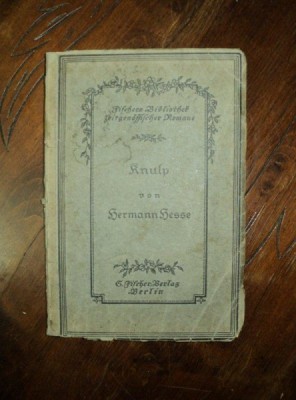 Fischers Bibliothek
zeitgenössischer Romane
Knulp
von
Hermann Hesse
S. Fischer, Verlag
Berlin